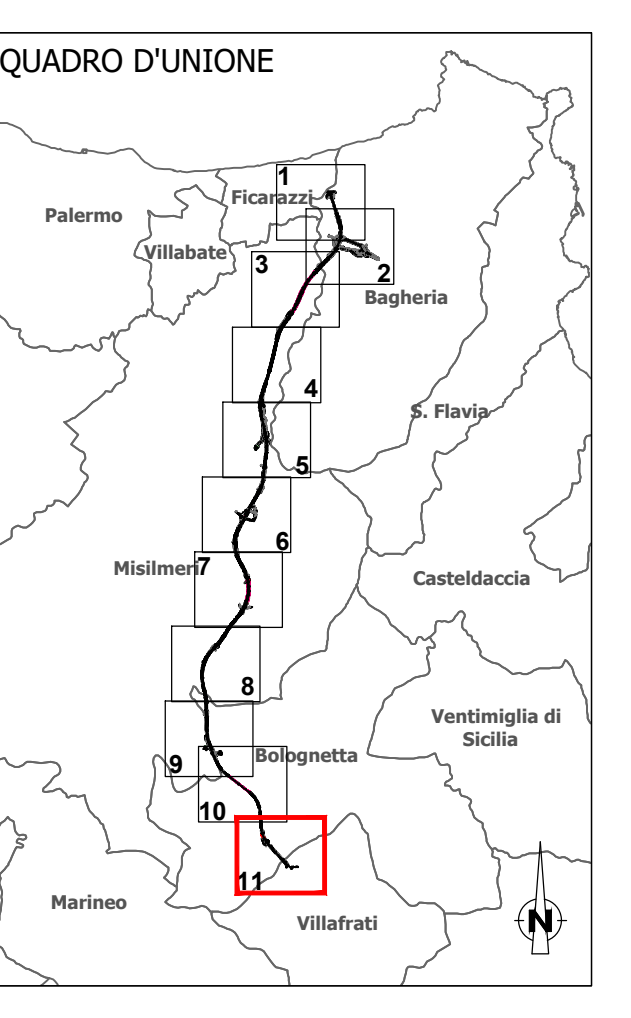 QUADRO D'UNIONE
1
Ficarazzi
Palermo
Villabate
3
2
Bagheria
4
S. Flavia
5
6
Misilmeri
7
Casteldaccia
8
Ventimiglia di
Sicilia
Bolognetta
9
10
11
Marineo
Villafrati
N